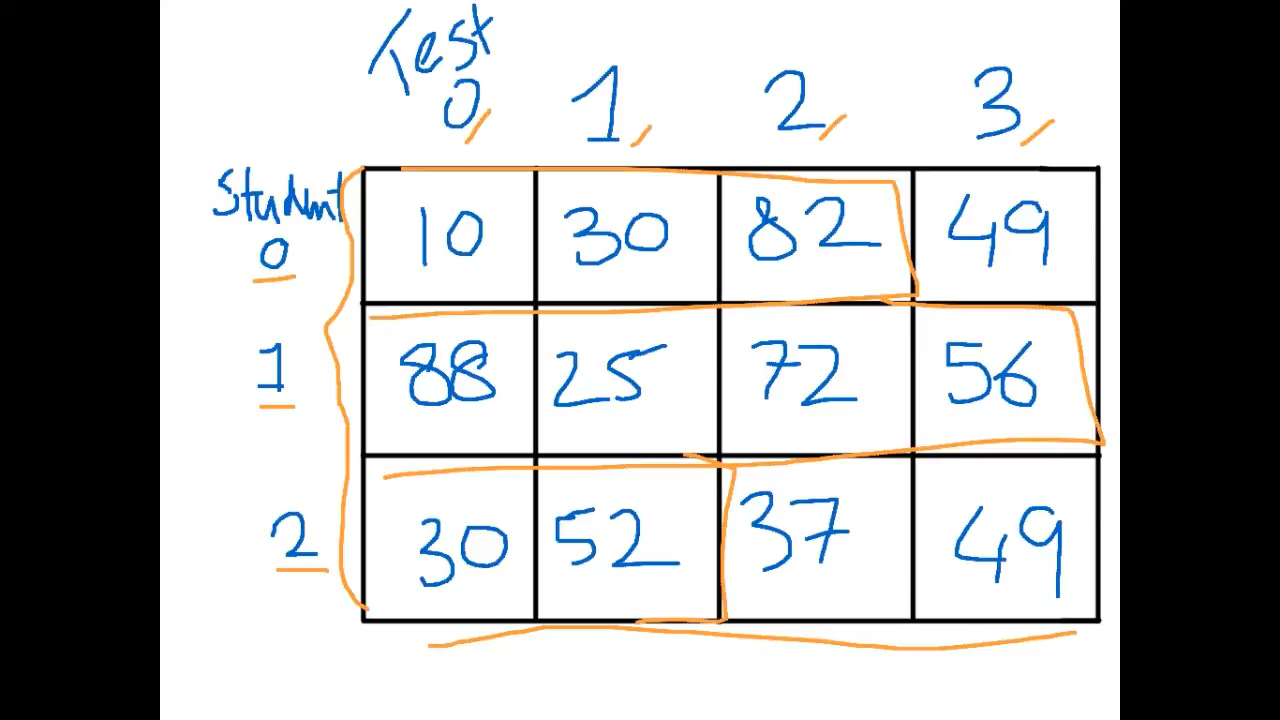 Test
0, 1, 2, 3,
Student
0 10 30 82 49
1 88 25 72 56
2 30 52 37 49